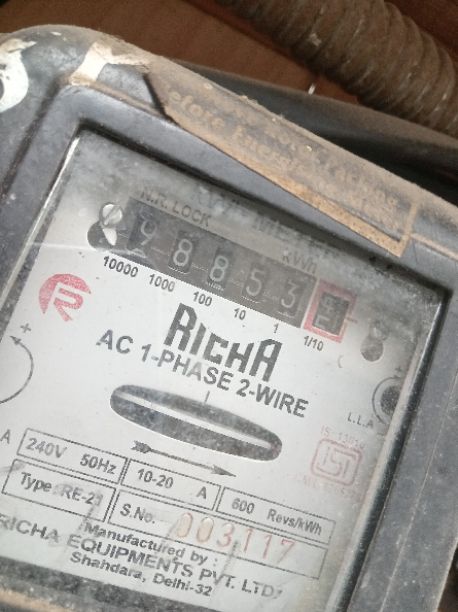 N.R. LOCK
kWh
98853
10000 1000 100 10 1 1/10
RICHA
AC 1-PHASE 2-WIRE
L.L.A
240V 50Hz 10-20 A 600 Revs/kWh
Type RE-21 S.No. 003117
Manufactured by :
RICHA EQUIPMENTS PVT. LTD.
Shahdara, Delhi-32